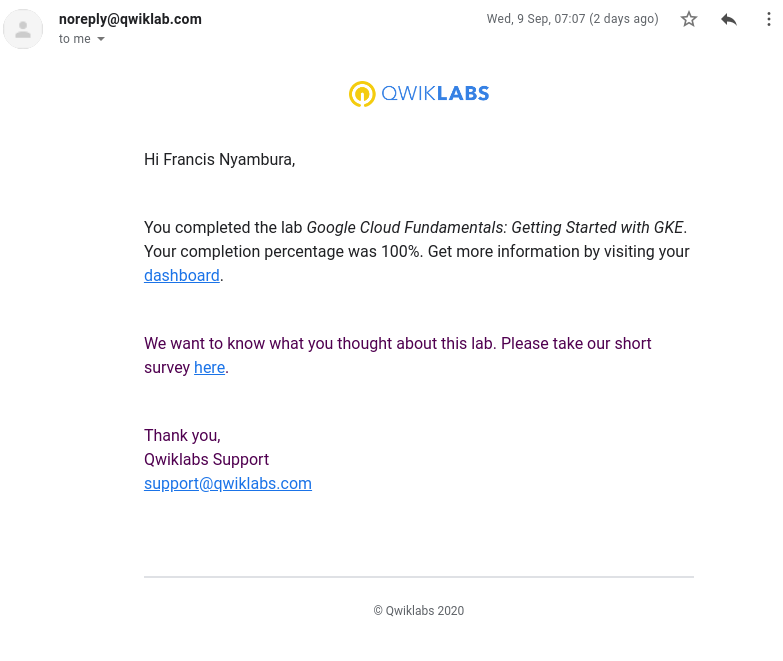 noreply@qwiklab.com
Wed, 9 Sep, 07:07 (2 days ago)
to me
QWIKLABS
Hi Francis Nyambura,
You completed the lab Google Cloud Fundamentals: Getting Started with GKE.
Your completion percentage was 100%. Get more information by visiting your
dashboard.
We want to know what you thought about this lab. Please take our short
survey here.
Thank you,
Qwiklabs Support
support@qwiklabs.com
© Qwiklabs 2020